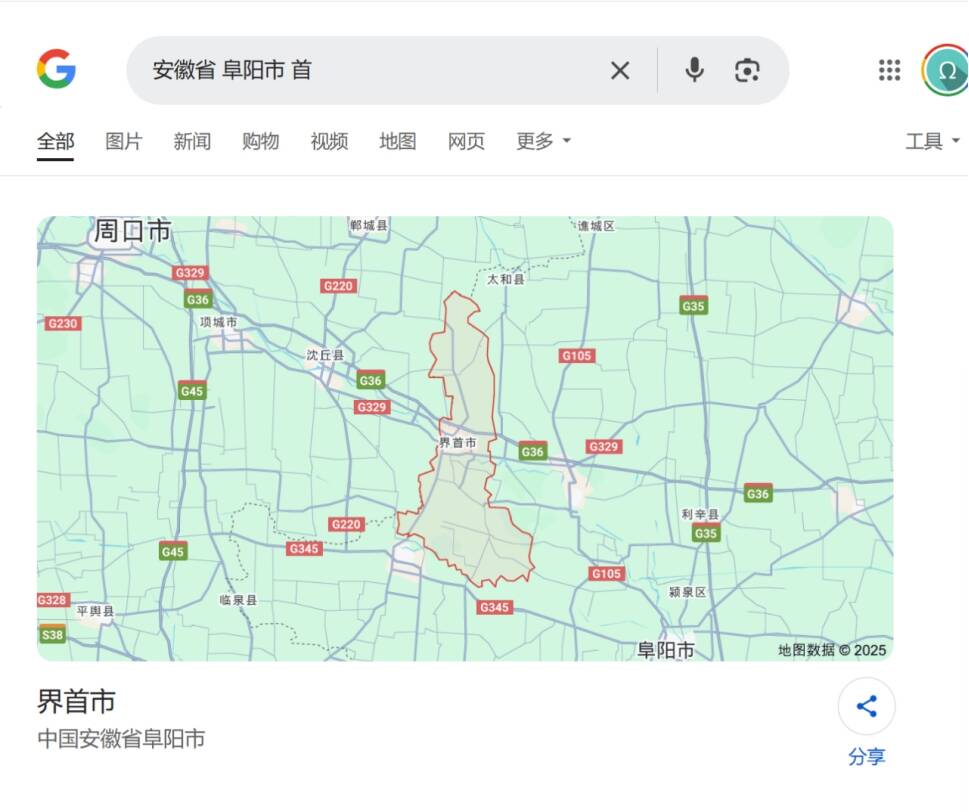 安徽省 阜阳市 首
Ω
全部 图片 新闻 购物 视频 地图 网页 更多 工具
周口市 郸城县 谯城区
G329 G220 太和县
G36 G35
G230 项城市
沈丘县 G105
G36
G45 G329
界首市 G36 G329
G36
G220 利辛县
G45 G345 G35
G105
G328 临泉县 颍泉区
平舆县 G345
S38
阜阳市 地图数据 © 2025
界首市
中国安徽省阜阳市
分享